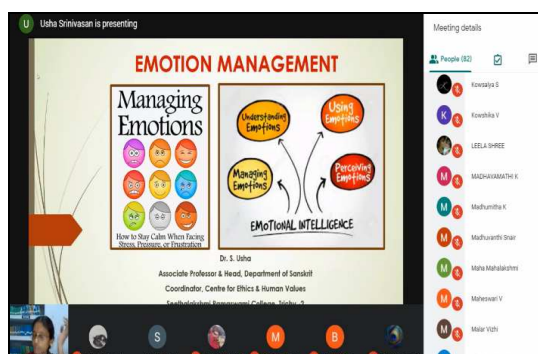 U Usha Srinivasan is presenting
EMOTION MANAGEMENT
Managing
Emotions
How to Stay Calm When Facing
Stress, Pressure, or Frustration
Understanding
Emotions
Using
Emotions
Managing
Emotions
Perceiving
Emotions
EMOTIONAL INTELLIGENCE
Dr. S. Usha
Associate Professor & Head, Department of Sanskrit
Coordinator, Centre for Ethics & Human Values
Seethalakshmi Ramaswami College, Trichy -2
S
M
B
Meeting details
People (82)
Kowsalya S
K Kowshika V
LEELA SHREE
M MADHAVAMATHI K
M Madhumitha K
M Madhuvanthi Snair
M Maha Mahalakshmi
M Maheswari V
M Malar Vizhi